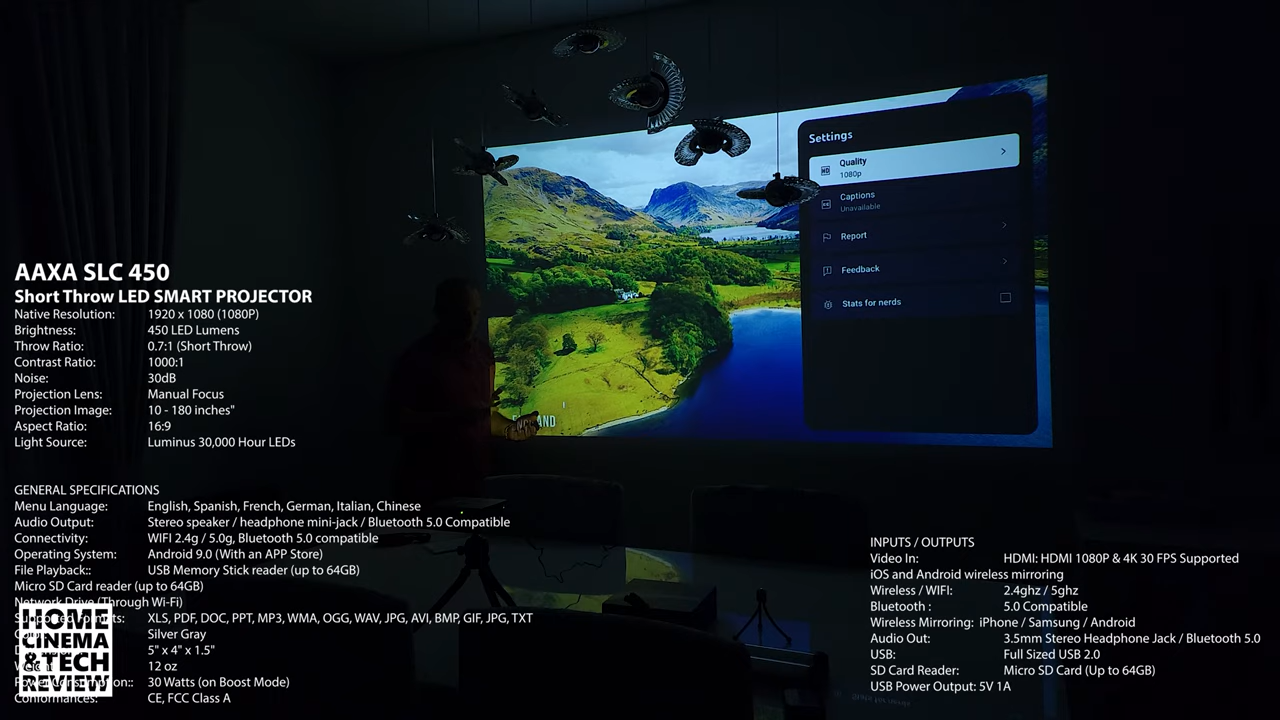 Settings
Quality
1080p
Captions
Unavailable
Report
Feedback
Stats for nerds
ENGLAND
AAXA SLC 450
Short Throw LED SMART PROJECTOR
Native Resolution: 1920 x 1080 (1080P)
Brightness: 450 LED Lumens
Throw Ratio: 0.7:1 (Short Throw)
Contrast Ratio: 1000:1
Noise: 30dB
Projection Lens: Manual Focus
Projection Image: 10 - 180 inches"
Aspect Ratio: 16:9
Light Source: Luminus 30,000 Hour LEDs
GENERAL SPECIFICATIONS
Menu Language: English, Spanish, French, German, Italian, Chinese
Audio Output: Stereo speaker / headphone mini-jack / Bluetooth 5.0 Compatible
Connectivity: WIFI 2.4g / 5.0g, Bluetooth 5.0 compatible
Operating System: Android 9.0 (With an APP Store)
File Playback:: USB Memory Stick reader (up to 64GB)
Micro SD Card reader (up to 64GB)
Network Drive (Through Wi-Fi)
Supported Formats: XLS, PDF, DOC, PPT, MP3, WMA, OGG, WAV, JPG, AVI, BMP, GIF, JPG, TXT
Silver Gray
5" x 4" x 1.5"
12 oz
Power Consumption:: 30 Watts (on Boost Mode)
Conformances: CE, FCC Class A
HOME
CINEMA
&TECH
REVIEW
INPUTS / OUTPUTS
Video In: HDMI: HDMI 1080P & 4K 30 FPS Supported
iOS and Android wireless mirroring
Wireless / WIFI: 2.4ghz / 5ghz
Bluetooth : 5.0 Compatible
Wireless Mirroring: iPhone / Samsung / Android
Audio Out: 3.5mm Stereo Headphone Jack / Bluetooth 5.0
USB: Full Sized USB 2.0
SD Card Reader: Micro SD Card (Up to 64GB)
USB Power Output: 5V 1A